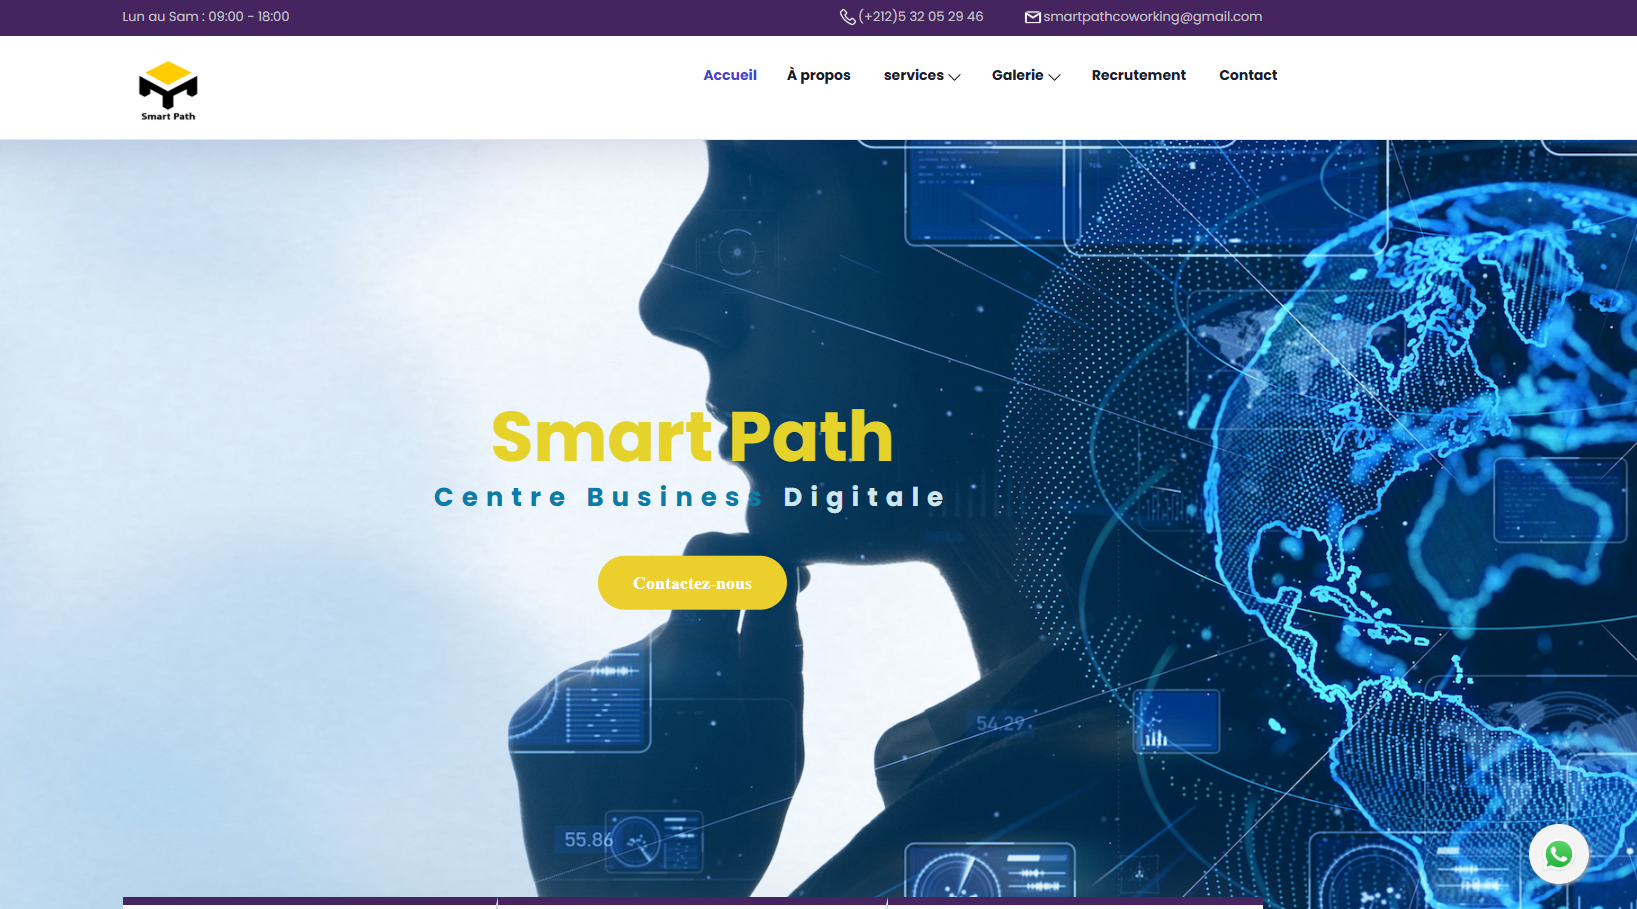 Lun au Sam : 09:00 - 18:00
(+212)5 32 05 29 46
smartpathcoworking@gmail.com
Smart Path
Accueil
À propos
services
Galerie
Recrutement
Contact
Smart Path
Centre Business Digitale
Contactez-nous
54.29
55.86